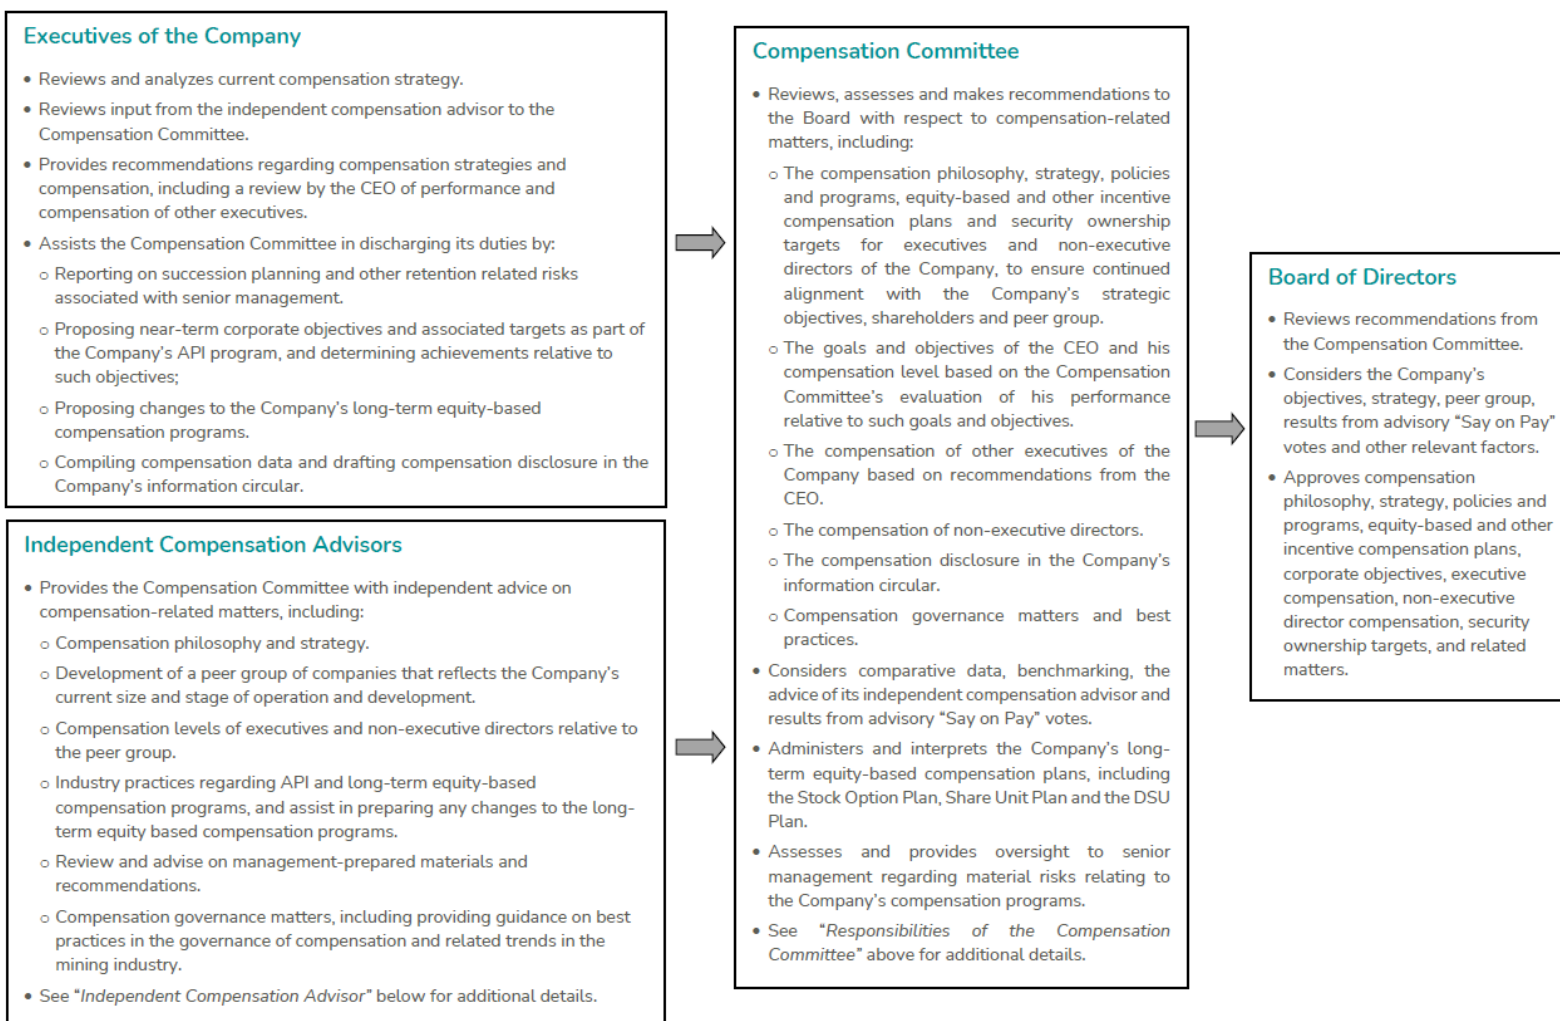 Executives of the Company
• Reviews and analyzes current compensation strategy.
• Reviews input from the independent compensation advisor to the
Compensation Committee.
• Provides recommendations regarding compensation strategies and
compensation, including a review by the CEO of performance and
compensation of other executives.
• Assists the Compensation Committee in discharging its duties by:
o Reporting on succession planning and other retention related risks
associated with senior management.
o Proposing near-term corporate objectives and associated targets as part of
the Company's API program, and determining achievements relative to
such objectives;
o Proposing changes to the Company's long-term equity-based
compensation programs.
o Compiling compensation data and drafting compensation disclosure in the
Company's information circular.
Independent Compensation Advisors
• Provides the Compensation Committee with independent advice on
compensation-related matters, including:
o Compensation philosophy and strategy.
o Development of a peer group of companies that reflects the Company's
current size and stage of operation and development.
o Compensation levels of executives and non-executive directors relative to
the peer group.
o Industry practices regarding API and long-term equity-based
compensation programs, and assist in preparing any changes to the long-
term equity based compensation programs.
o Review and advise on management-prepared materials and
recommendations.
o Compensation governance matters, including providing guidance on best
practices in the governance of compensation and related trends in the
mining industry.
• See "Independent Compensation Advisor" below for additional details.
Compensation Committee
• Reviews, assesses and makes recommendations to
the Board with respect to compensation-related
matters, including:
o The compensation philosophy, strategy, policies
and programs, equity-based and other incentive
compensation plans and security ownership
targets for executives and non-executive
directors of the Company, to ensure continued
alignment with the Company's strategic
objectives, shareholders and peer group.
o The goals and objectives of the CEO and his
compensation level based on the Compensation
Committee's evaluation of his performance
relative to such goals and objectives.
o The compensation of other executives of the
Company based on recommendations from the
CEO.
o The compensation of non-executive directors.
o The compensation disclosure in the Company's
information circular.
o Compensation governance matters and best
practices.
• Considers comparative data, benchmarking, the
advice of its independent compensation advisor and
results from advisory "Say on Pay" votes.
• Administers and interprets the Company's long-
term equity-based compensation plans, including
the Stock Option Plan, Share Unit Plan and the DSU
Plan.
• Assesses and provides oversight to senior
management regarding material risks relating to
the Company's compensation programs.
• See "Responsibilities of the Compensation
Committee" above for additional details.
Board of Directors
• Reviews recommendations from
the Compensation Committee.
• Considers the Company's
objectives, strategy, peer group,
results from advisory "Say on Pay"
votes and other relevant factors.
• Approves compensation
philosophy, strategy, policies and
programs, equity-based and other
incentive compensation plans,
corporate objectives, executive
compensation, non-executive
director compensation, security
ownership targets, and related
matters.